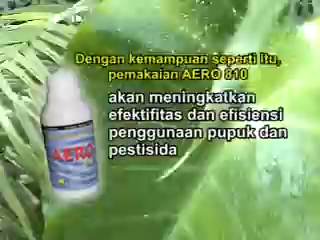 Dengan kemampuan seperti itu,
pemakaian AERO 810
akan meningkatkan
efektifitas dan efisiensi
penggunaan pupuk dan
pestisida
AERO